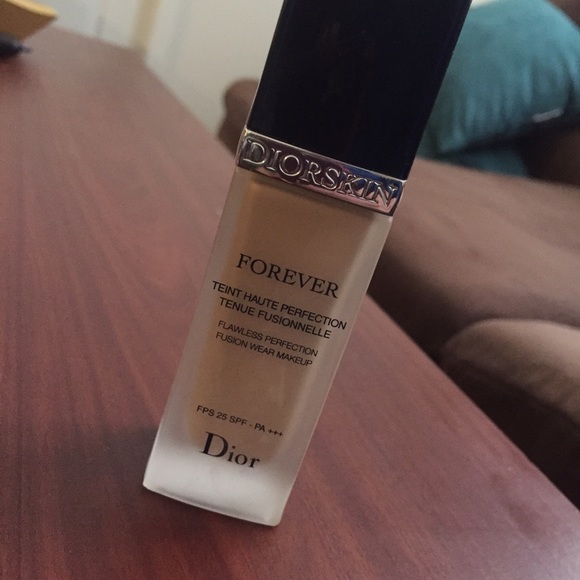 DIORSKIN
FOREVER
TEINT HAUTE PERFECTION
TENUE FUSIONNELLE
FLAWLESS PERFECTION
FUSION WEAR MAKEUP
FPS 25 SPF - PA +++
Dior